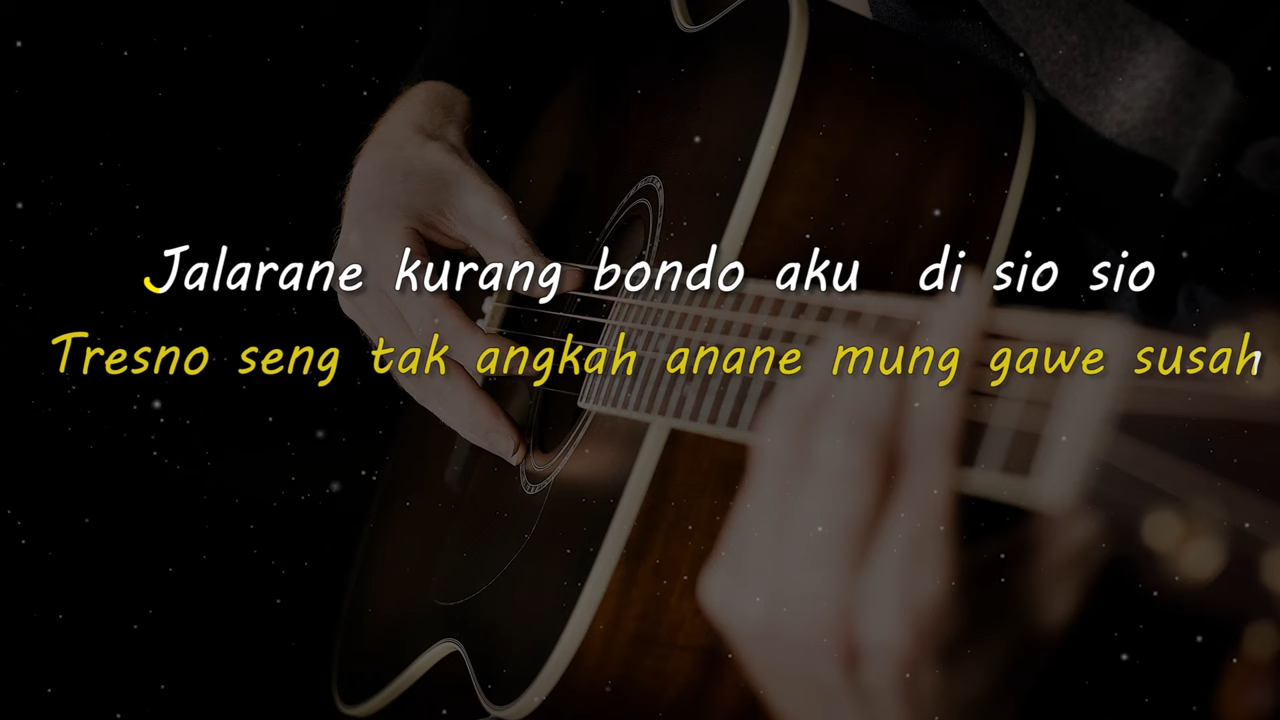 Jalarane kurang bondo aku di sio sio
Tresno seng tak angkah anane mung gawe susah